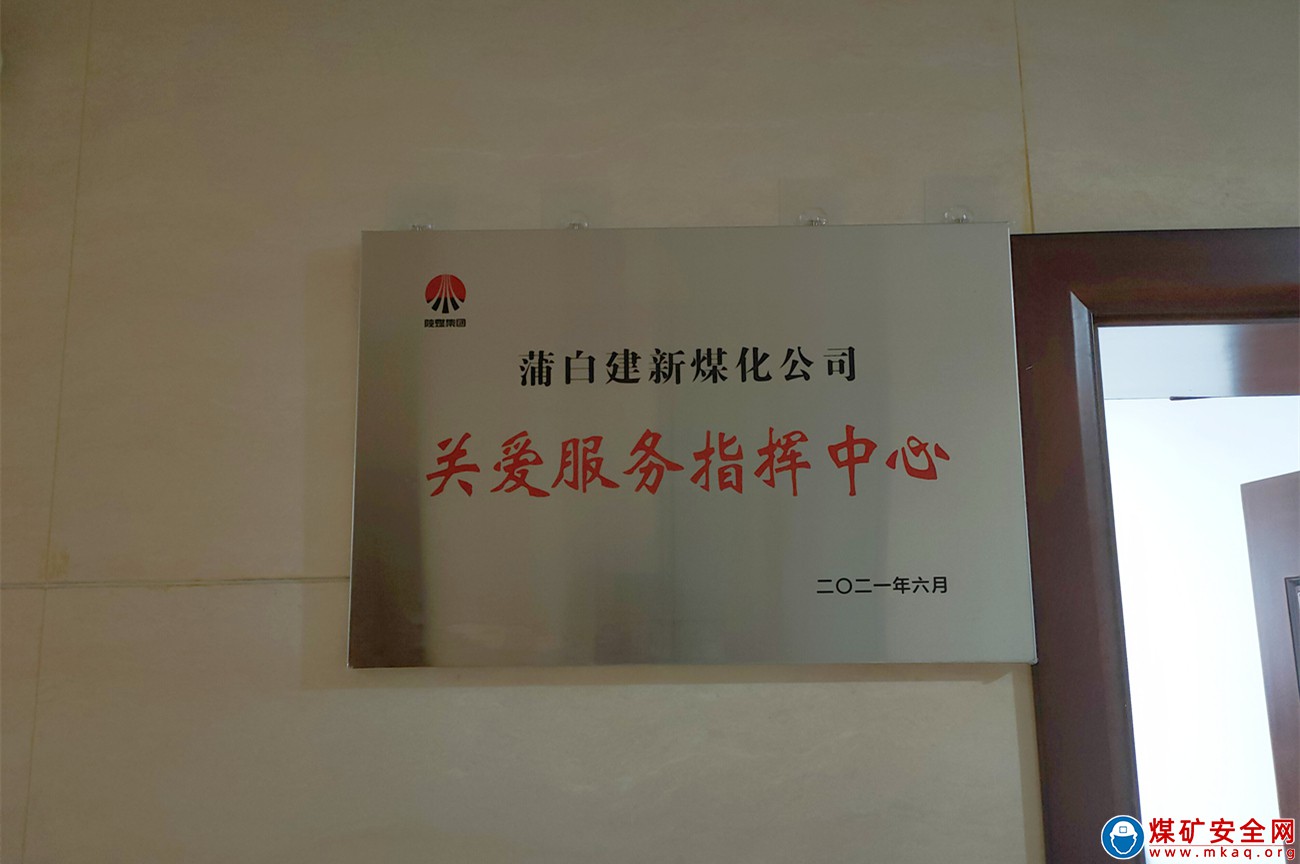 陕煤集团
蒲白建新煤化公司
关爱服务指挥中心
二〇二一年六月
煤矿安全网
www.mkaq.org